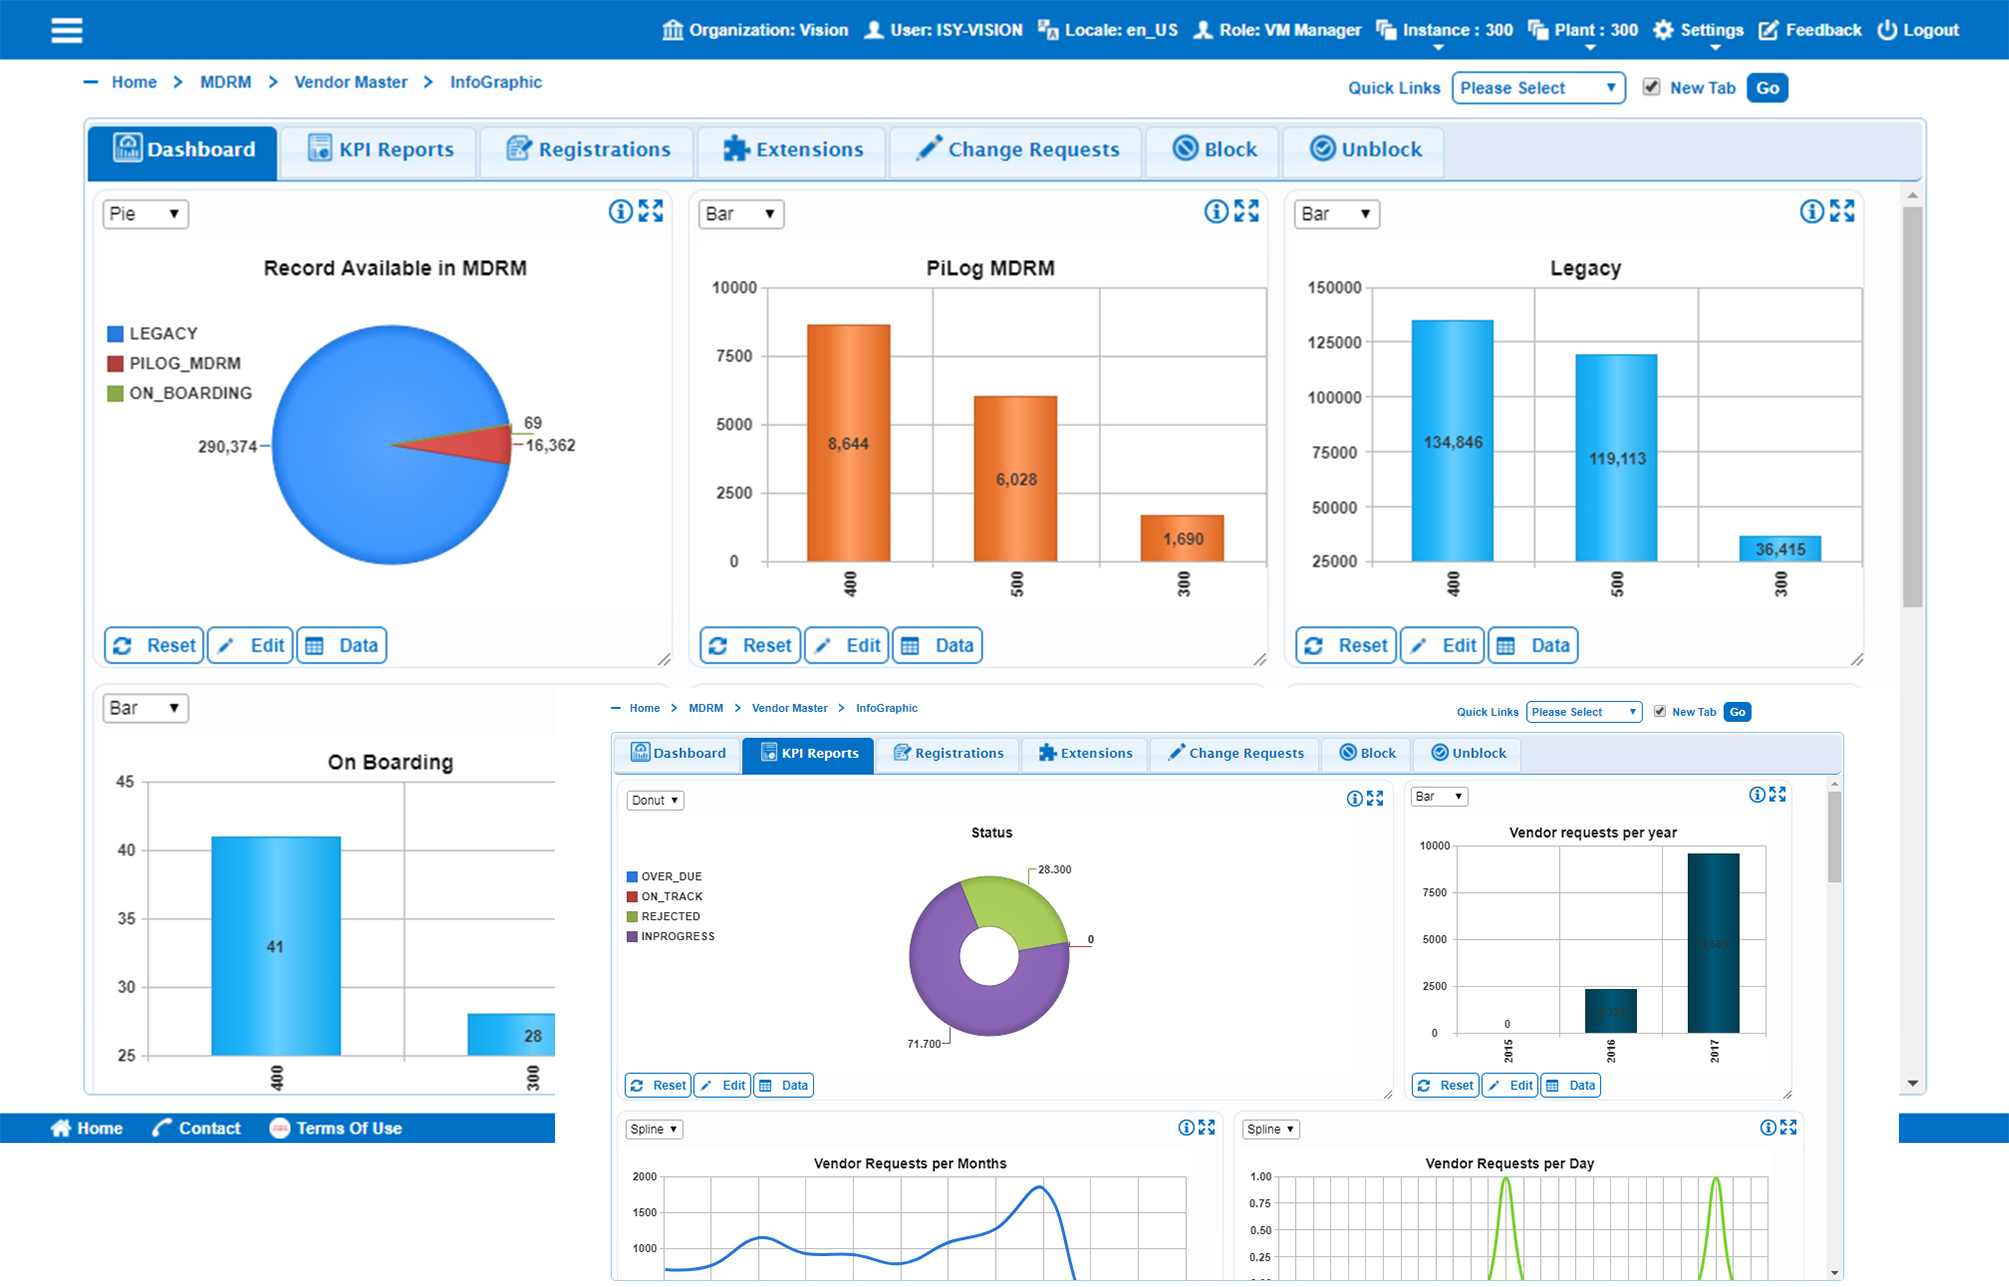 Organization: Vision User: ISY-VISION Locale: en_US Role: VM Manager Instance : 300 Plant : 300 Settings Feedback Logout
Home > MDRM > Vendor Master > InfoGraphic
Quick Links Please Select New Tab Go
Dashboard KPI Reports Registrations Extensions Change Requests Block Unblock
Pie
Record Available in MDRM
LEGACY
PILOG_MDRM
ON_BOARDING
69
290,374
16,362
Reset Edit Data
Bar
PiLog MDRM
10000
7500
5000
2500
0
8,644
6,028
1,690
400 500 300
Reset Edit Data
Bar
Legacy
150000
125000
100000
75000
50000
25000
134,846
119,113
36,415
400 500 300
Reset Edit Data
Bar
On Boarding
45
40
35
30
25
41
28
400 300
Home Contact Terms Of Use
Home > MDRM > Vendor Master > InfoGraphic
Quick Links Please Select New Tab Go
Dashboard KPI Reports Registrations Extensions Change Requests Block Unblock
Donut
Status
OVER_DUE
ON_TRACK
REJECTED
INPROGRESS
28.300
0
71.700
Reset Edit Data
Bar
Vendor requests per year
10000
7500
5000
2500
0
0
2015 2016 2017
Reset Edit Data
Spline
Vendor Requests per Months
2000
1500
1000
Spline
Vendor Requests per Day
1.00
0.75
0.50
0.25